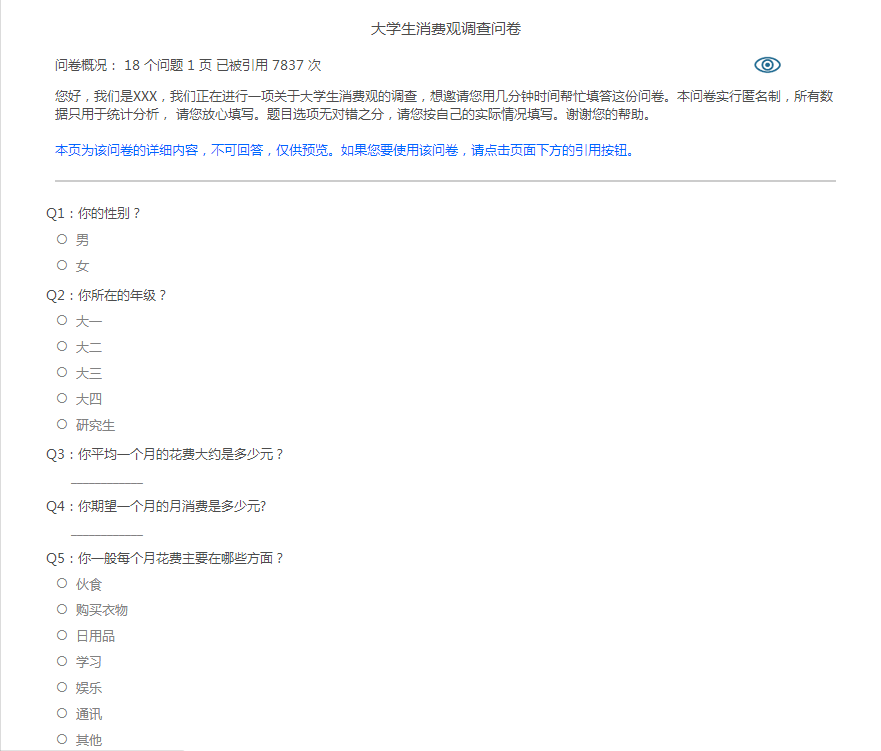 大学生消费观调查问卷
问卷概况： 18 个问题 1 页 已被引用 7837 次
您好，我们是XXX，我们正在进行一项关于大学生消费观的调查，想邀请您用几分钟时间帮忙填答这份问卷。本问卷实行匿名制，所有数
据只用于统计分析， 请您放心填写。题目选项无对错之分，请您按自己的实际情况填写。谢谢您的帮助。
本页为该问卷的详细内容，不可回答，仅供预览。如果您要使用该问卷，请点击页面下方的引用按钮。
Q1：你的性别？
男
女
Q2：你所在的年级？
大一
大二
大三
大四
研究生
Q3：你平均一个月的花费大约是多少元？
___________
Q4：你期望一个月的月消费是多少元?
___________
Q5：你一般每个月花费主要在哪些方面？
伙食
购买衣物
日用品
学习
娱乐
通讯
其他